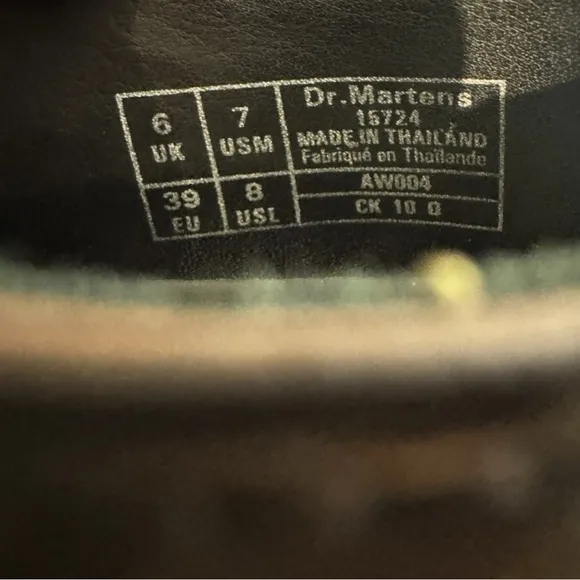 6 UK
7 USM
39 EU
8 USL
Dr.Martens
15724
MADE IN THAILAND
Fabriqué en Thaïlande
AW004
CK 10 Q